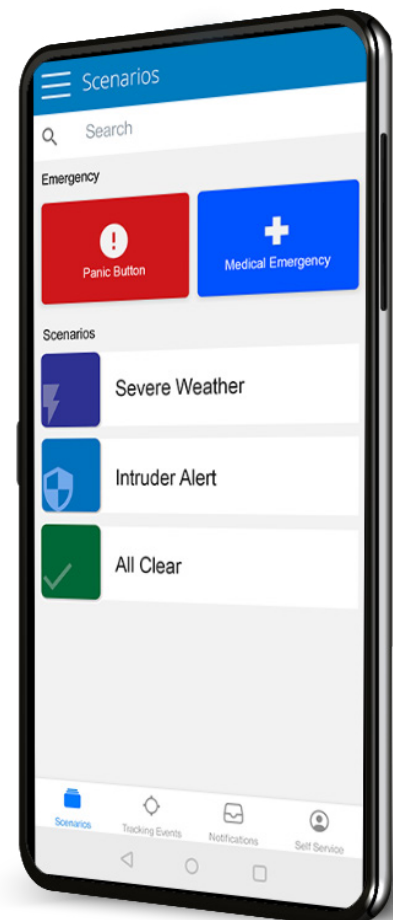 Scenarios
Search
Emergency
Panic Button
Medical Emergency
Scenarios
Severe Weather
Intruder Alert
All Clear
Scenarios Tracking Events Notifications Self Service